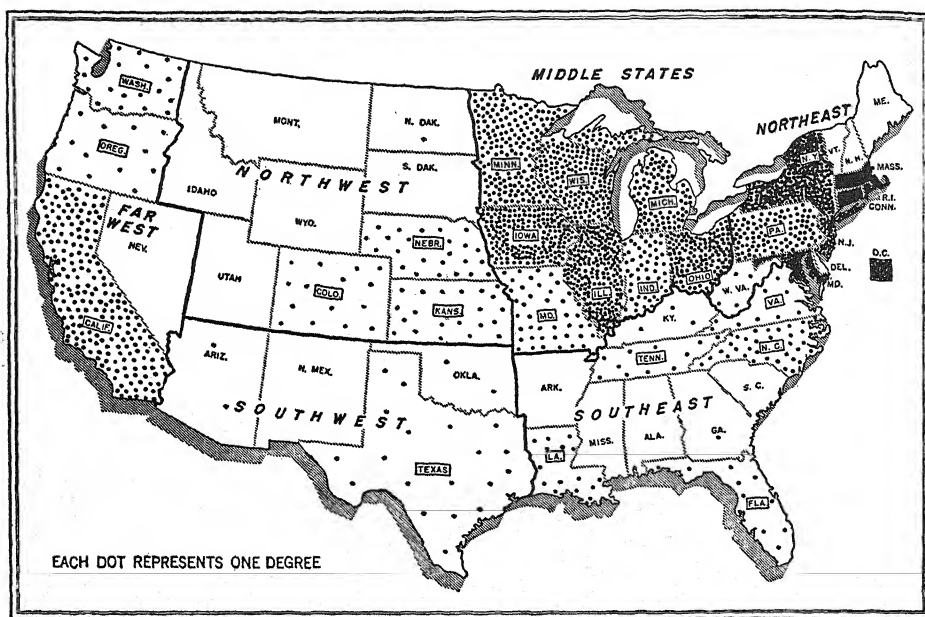 MIDDLE STATES
NORTHEAST
ME.
WASH.
MONT.
N. DAK.
MINN.
VT.
N. H.
N. Y.
MASS.
OREG.
S. DAK.
WIS.
MICH.
R.I.
CONN.
IDAHO
NORTHWEST
WYO.
FAR
WEST
NEV.
NEBR.
IOWA
PA.
N.J.
D.C.
UTAH
COLO.
KANS.
MO.
ILL.
IND.
OHIO
W. VA.
DEL.
MD.
VA.
KY.
CALIF.
ARIZ.
N. MEX.
OKLA.
ARK.
TENN.
N. C.
S. C.
SOUTHWEST
SOUTHEAST
MISS.
ALA.
GA.
TEXAS
LA.
FLA.
EACH DOT REPRESENTS ONE DEGREE